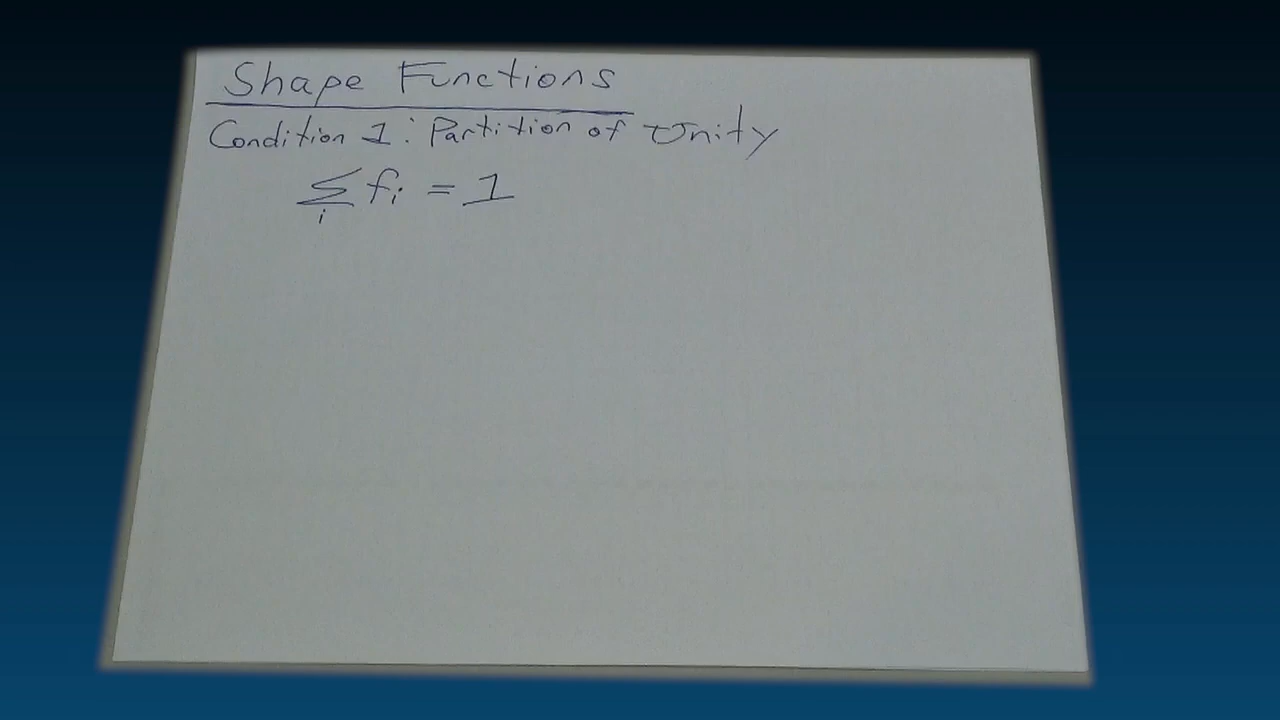 Shape Functions
Condition 1: Partition of Unity
∑ᵢ fᵢ = 1